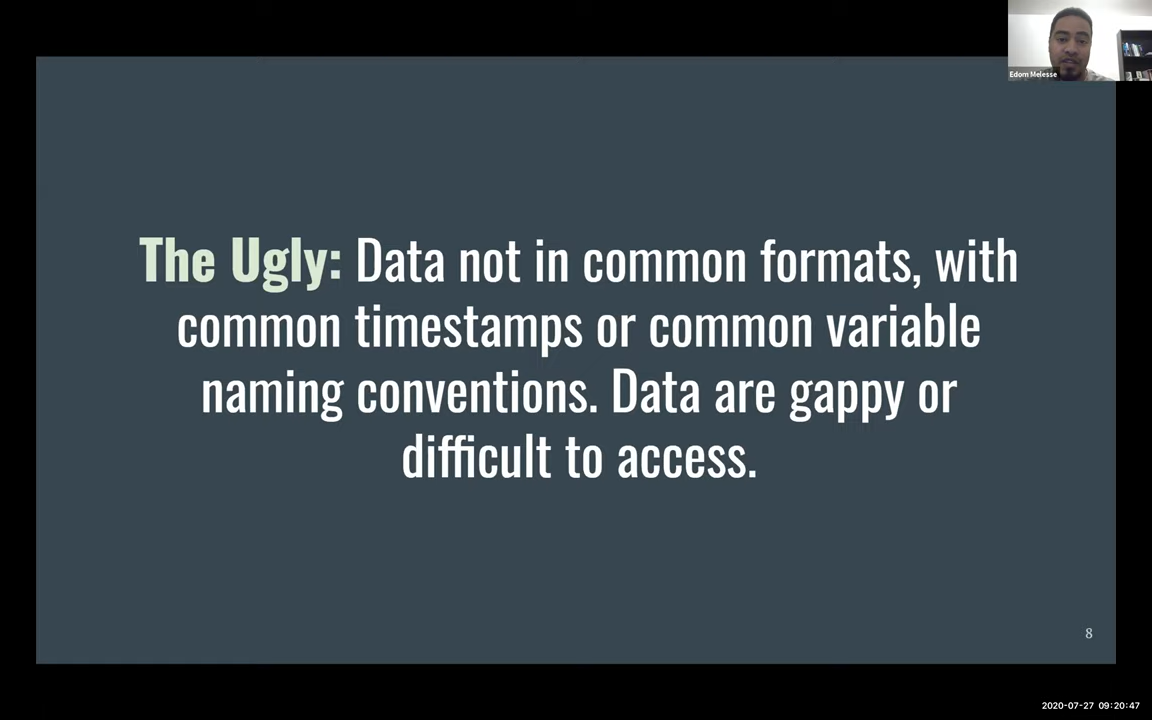 Edom Melesse
The Ugly: Data not in common formats, with
common timestamps or common variable
naming conventions. Data are gappy or
difficult to access.
8
2020-07-27 09:20:47